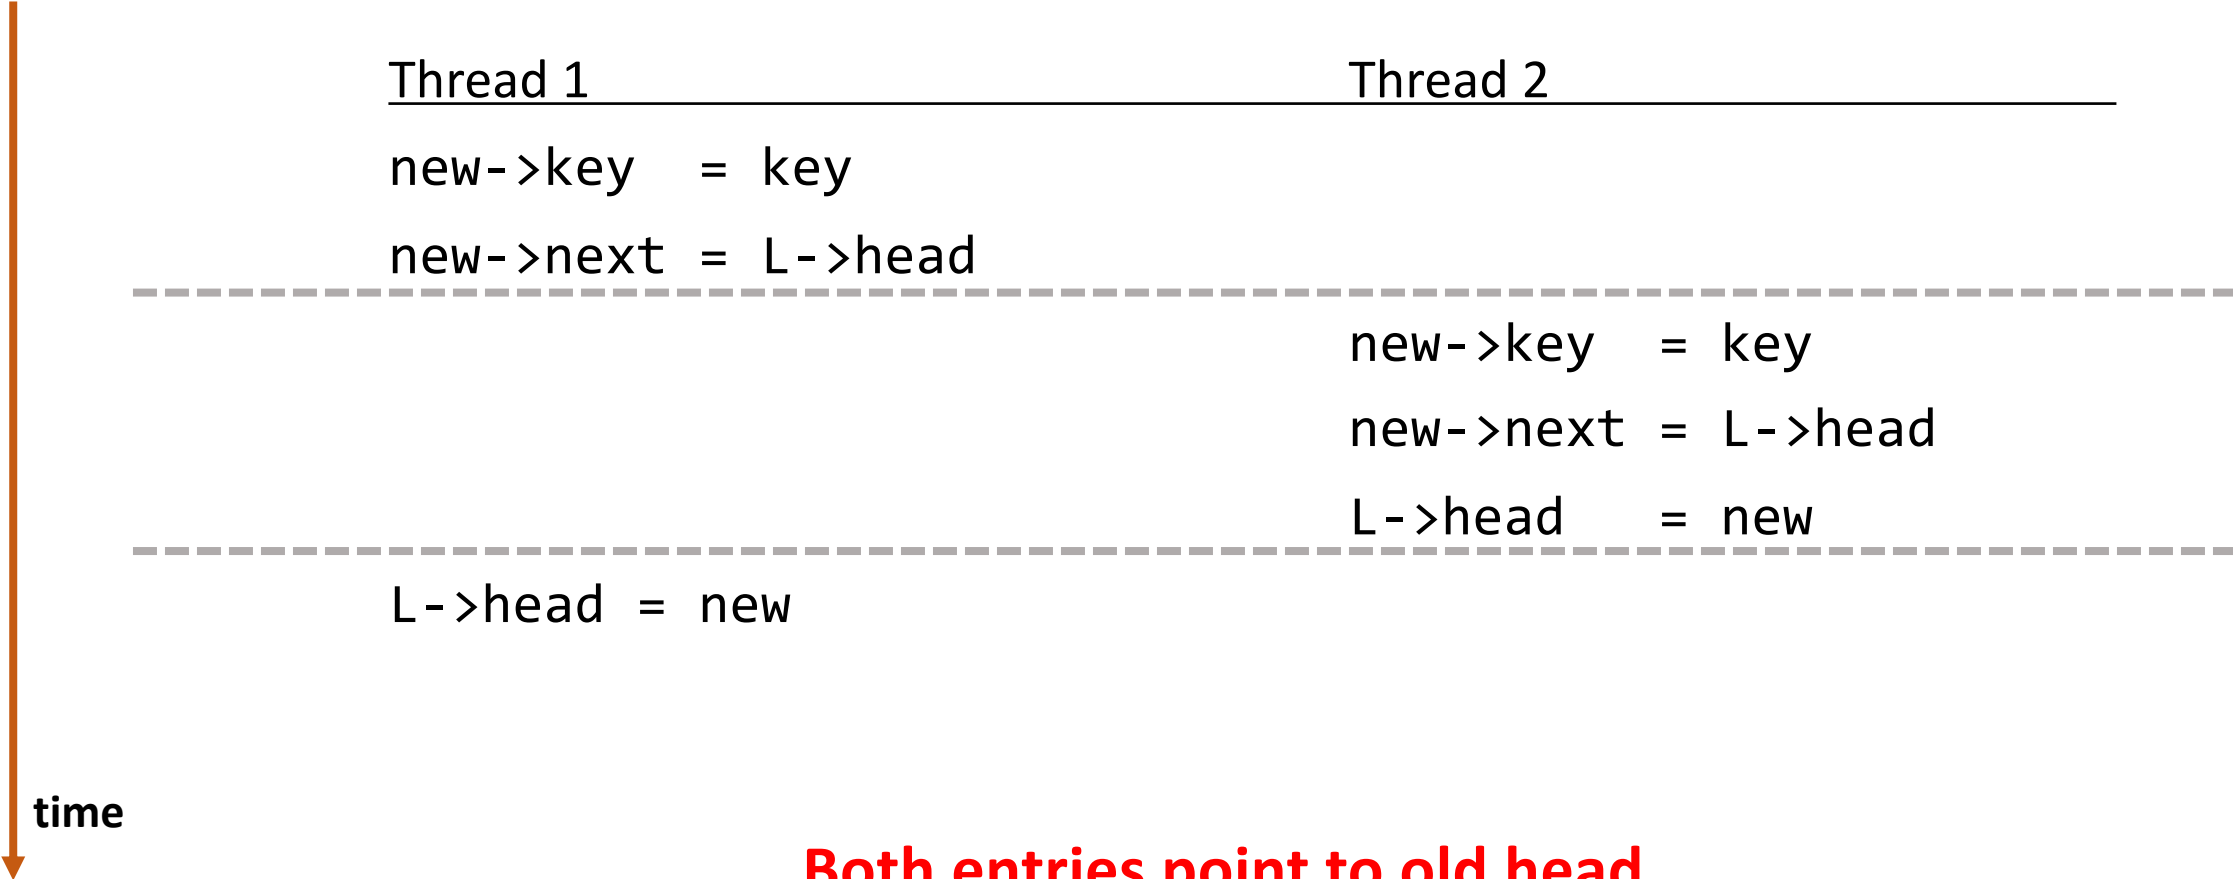 Thread 1 Thread 2
new->key  = key
new->next = L->head
new->key  = key
new->next = L->head
L->head   = new
L->head = new
time
Both entries point to old head